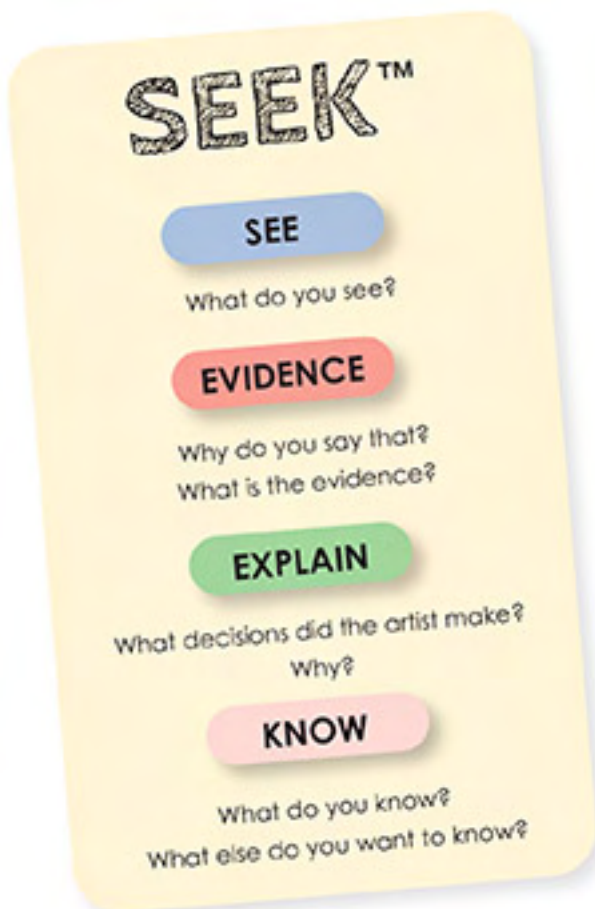 SEEK™
SEE
What do you see?
EVIDENCE
Why do you say that?
What is the evidence?
EXPLAIN
What decisions did the artist make?
Why?
KNOW
What do you know?
What else do you want to know?